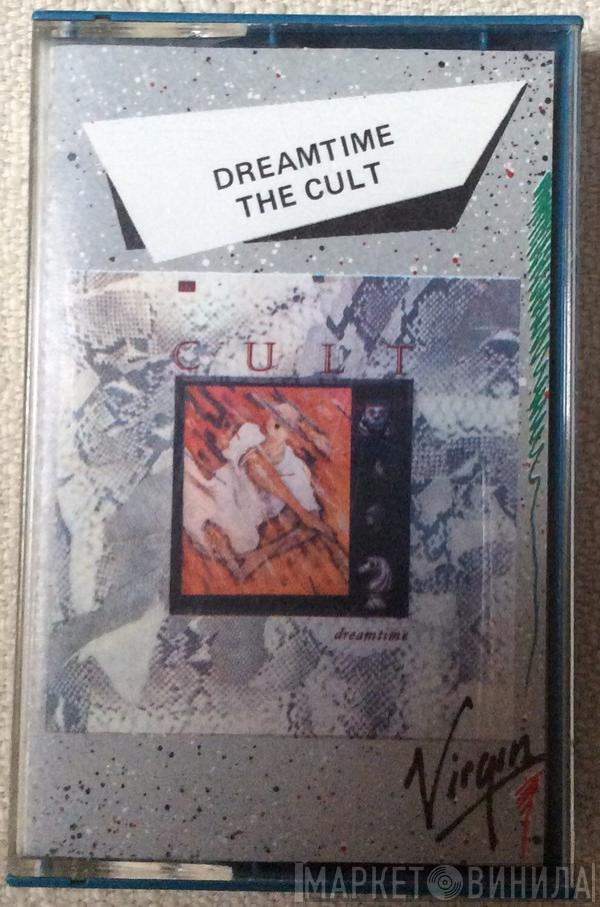 DREAMTIME
THE CULT
CULT
dreamtime
Virgin
МАРКЕТ ВИНИЛА